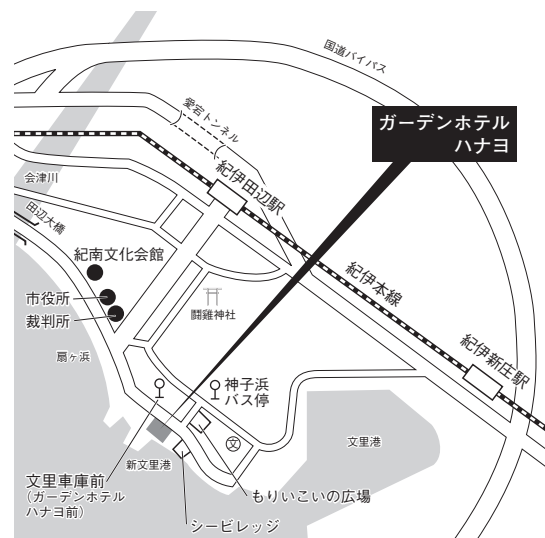 国道バイパス
愛宕トンネル
ガーデンホテル
ハナヨ
紀伊田辺駅
会津川
田辺大橋
紀南文化会館
紀伊本線
市役所
裁判所
闘雞神社
紀伊新庄駅
扇ヶ浜
神子浜
バス停
文
文里港
新文里港
文里車庫前
(ガーデンホテル
ハナヨ前)
もりいこいの広場
シービレッジ